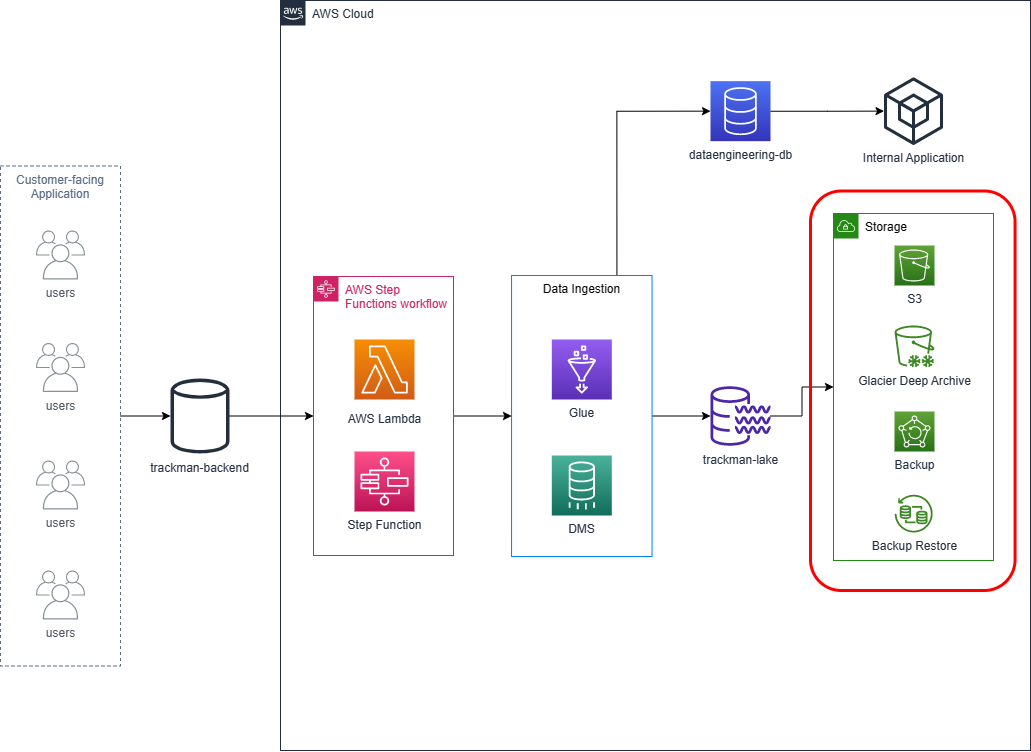 aws
AWS Cloud
dataengineering-db
Internal Application
Customer-facing
Application
users
users
users
users
trackman-backend
AWS Step
Functions workflow
AWS Lambda
Step Function
Data Ingestion
Glue
DMS
trackman-lake
Storage
S3
Glacier Deep Archive
Backup
Backup Restore